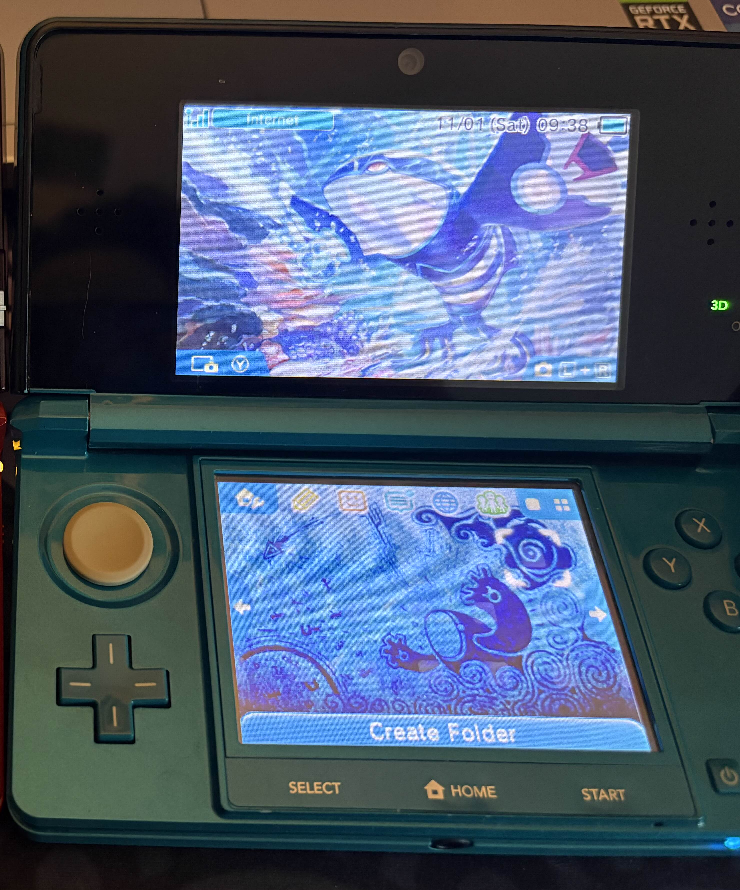 GEFORCE
RTX
Internet
11/01 (Sat) 09:38
3D
Y
L + R
X
Y
B
Create Folder
SELECT
HOME
START